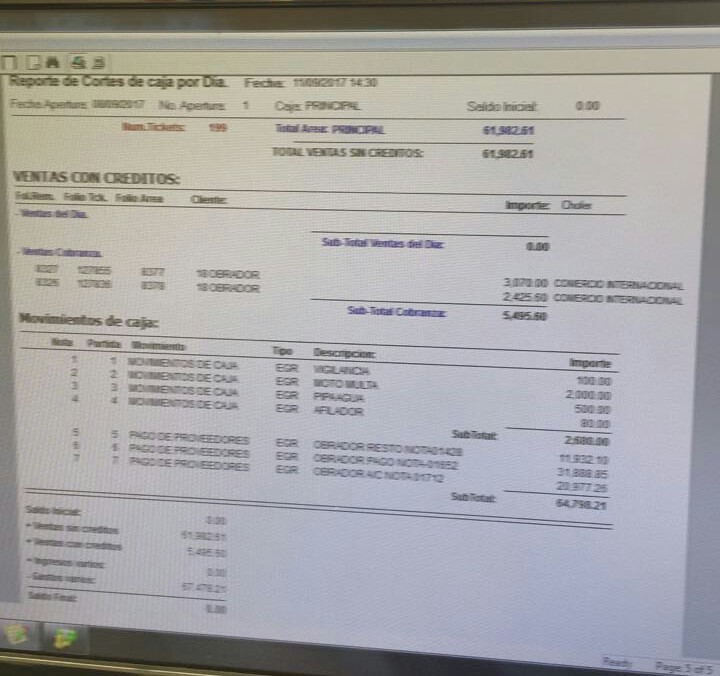 Reporte de Cortes de caja por Dia. Fecha: 11/09/2017 14:30
Fecha Apertura: 08/09/2017 No. Apertura: 1 Caja: PRINCIPAL Saldo Inicial: 0.00
Num.Tickets: 199 Total Area: PRINCIPAL 61,982.61
TOTAL VENTAS SIN CREDITOS: 61,982.61
VENTAS CON CREDITOS:
Fol.Rem. Folio Tck. Folio Area Cliente: Importe: Chofer
- Ventas del Dia.
Sub-Total Ventas del Dia: 0.00
- Ventas Cobranza.
8327 127855 8377 18 OBRADOR 3,070.00 COMERCIO INTERNACIONAL
8326 127836 8378 18 OBRADOR 2,425.60 COMERCIO INTERNACIONAL
Sub-Total Cobranza: 5,495.60
Movimientos de caja:
Nota Partida Movimiento Tipo Descripcion: Importe
1 1 MOVIMIENTOS DE CAJA EGR VIGILANCIA 100.00
2 2 MOVIMIENTOS DE CAJA EGR MOTO MULTA 2,000.00
3 3 MOVIMIENTOS DE CAJA EGR PIPA AGUA 500.00
4 4 MOVIMIENTOS DE CAJA EGR AFILADOR 80.00
SubTotal: 2,680.00
5 5 PAGO DE PROVEEDORES EGR OBRADOR RESTO NOTA 01428 11,932.10
6 6 PAGO DE PROVEEDORES EGR OBRADOR PAGO NOTA-01652 31,888.85
7 7 PAGO DE PROVEEDORES EGR OBRADOR A/C NOTA 01712 20,977.26
SubTotal: 64,798.21
Saldo Inicial: 0.00
+ Ventas sin creditos 61,982.61
+ Ventas con creditos 5,495.60
+ Ingresos varios: 0.00
- Gastos varios: 67,478.21
Saldo Final: 0.00
Ready Page: 5 of 5